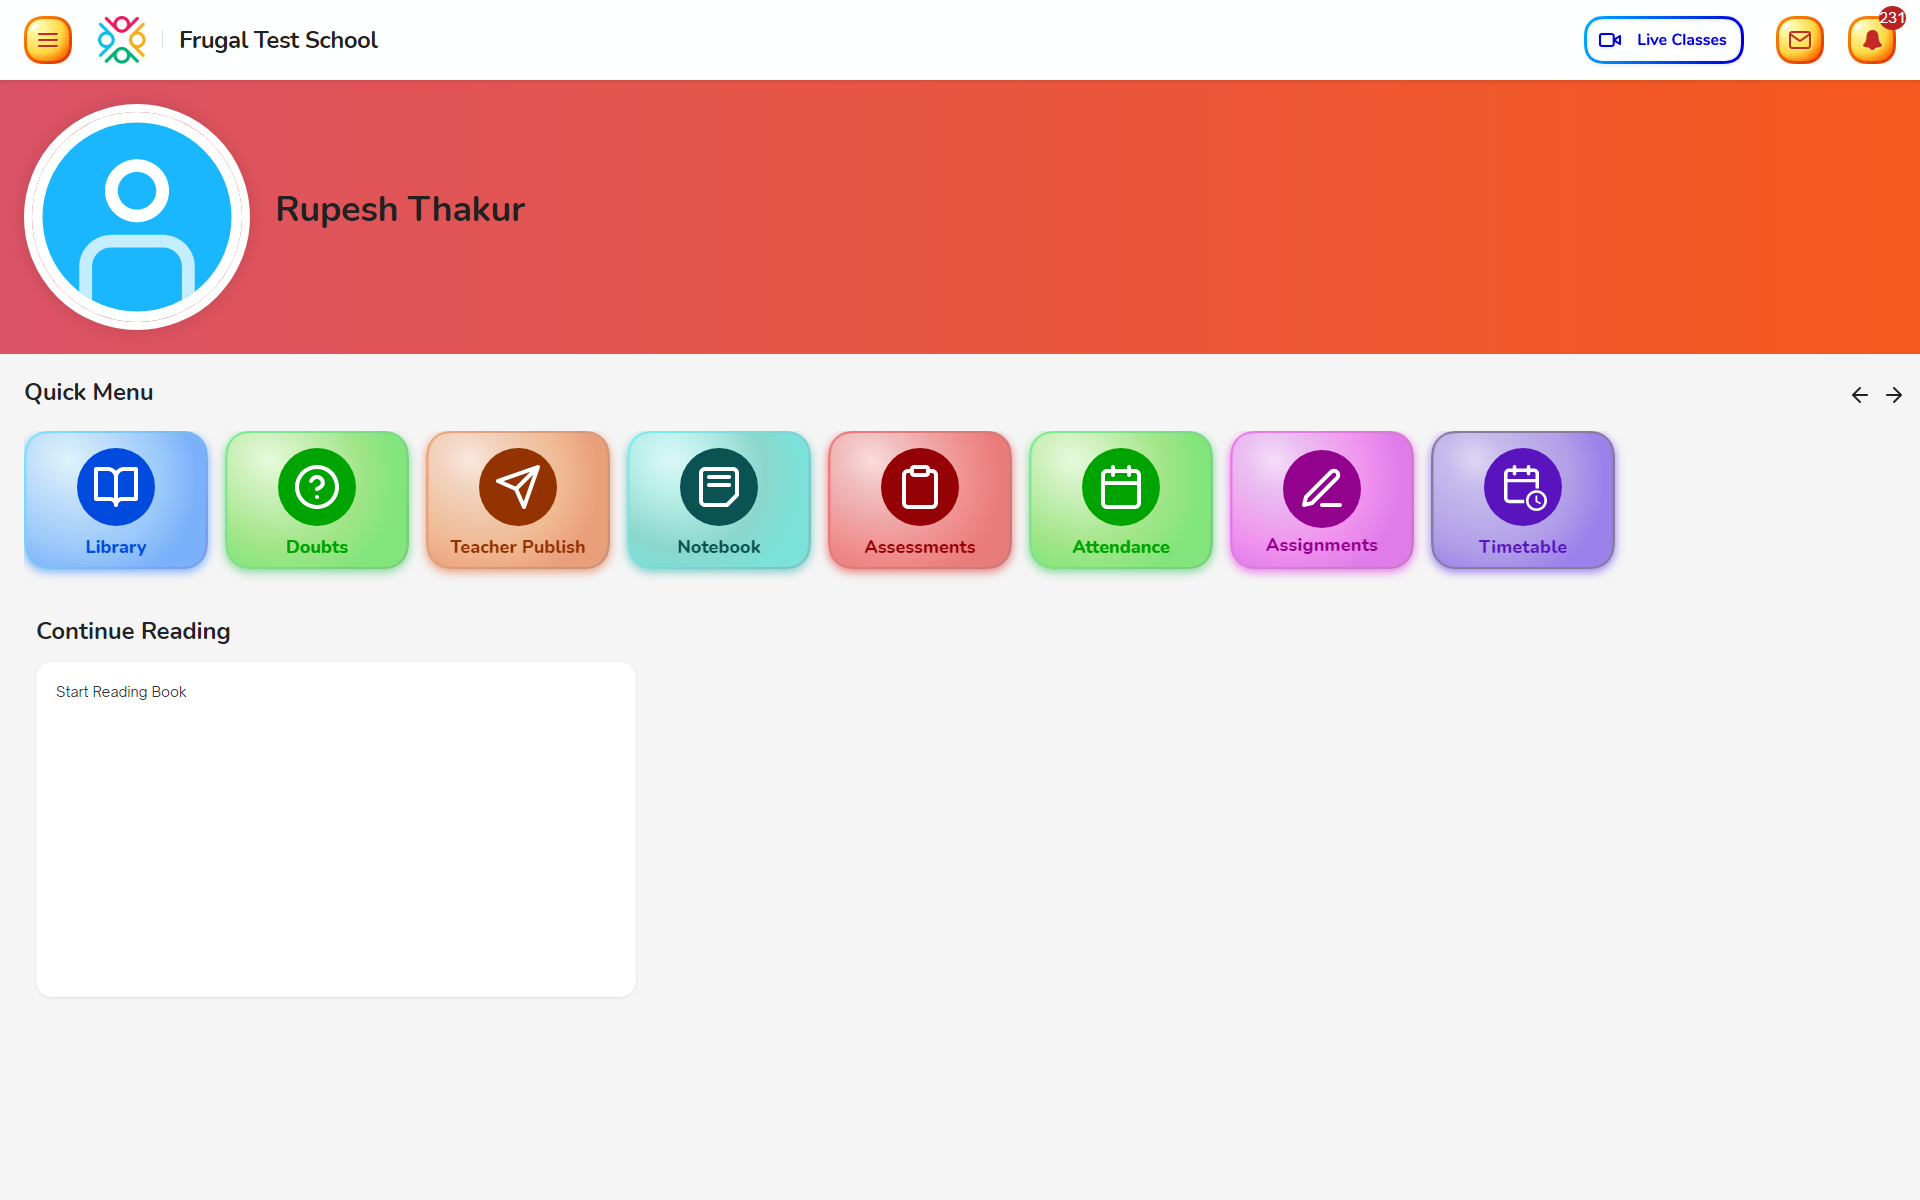 Frugal Test School
Live Classes
231
Rupesh Thakur
Quick Menu
Library
Doubts
Teacher Publish
Notebook
Assessments
Attendance
Assignments
Timetable
Continue Reading
Start Reading Book